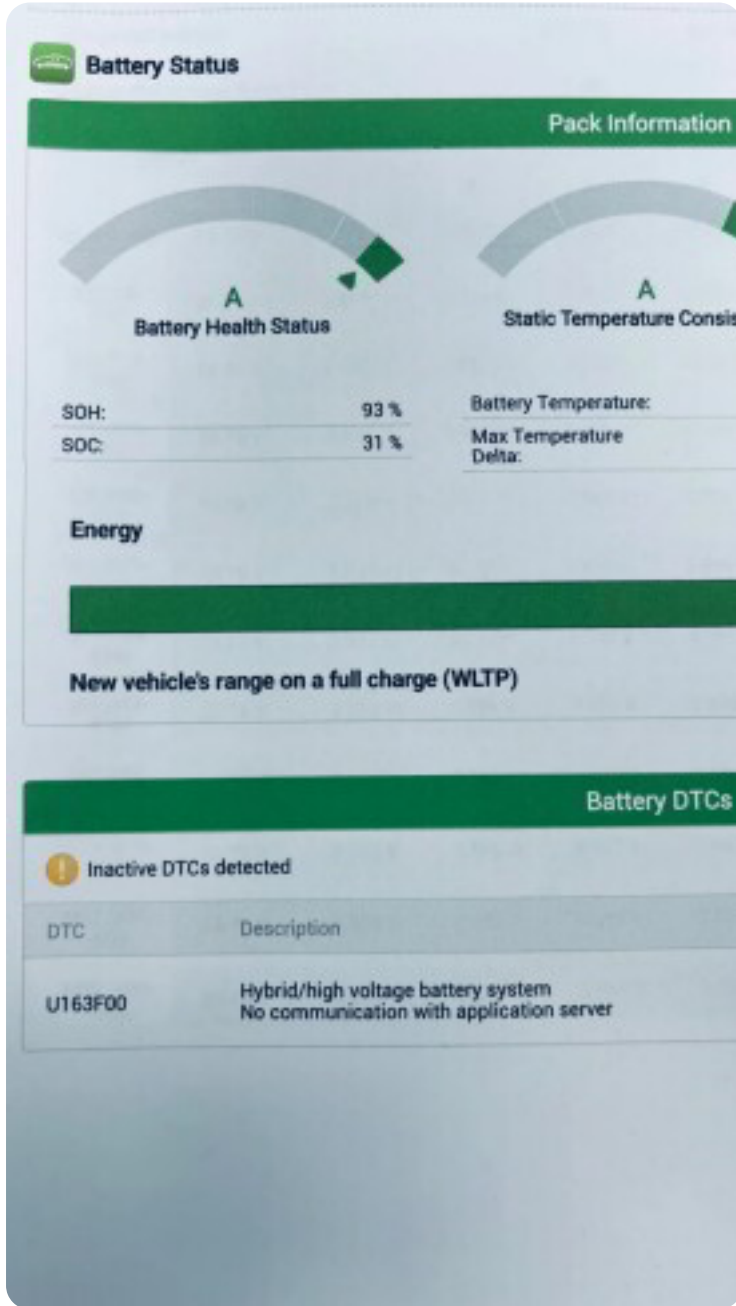 Battery Status
Pack Information
A
Battery Health Status
A
Static Temperature Consis
SOH: 93 %
SOC: 31 %
Battery Temperature:
Max Temperature
Delta:
Energy
New vehicle's range on a full charge (WLTP)
Battery DTCs
Inactive DTCs detected
DTC Description
U163F00 Hybrid/high voltage battery system
No communication with application server